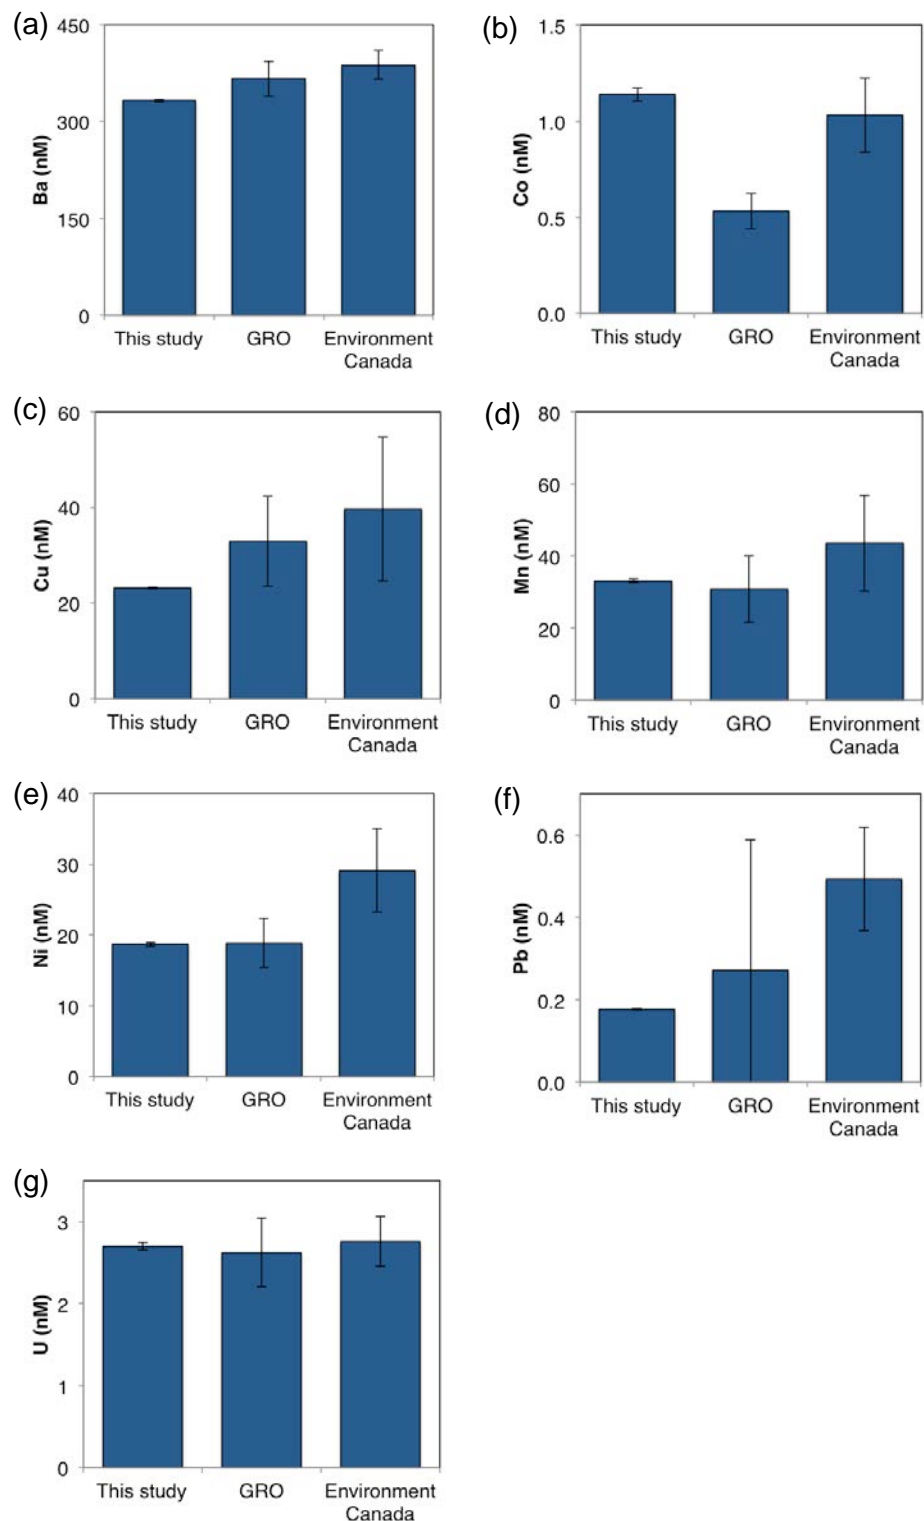 (a)
450
300
150
0
Ba (nM)
This study GRO Environment
Canada
(b)
1.5
1.0
0.5
0.0
Co (nM)
This study GRO Environment
Canada
(c)
60
40
20
0
Cu (nM)
This study GRO Environment
Canada
(d)
80
60
40
20
0
Mn (nM)
This study GRO Environment
Canada
(e)
40
30
20
10
0
Ni (nM)
This study GRO Environment
Canada
(f)
0.6
0.4
0.2
0.0
Pb (nM)
This study GRO Environment
Canada
(g)
3
2
1
0
U (nM)
This study GRO Environment
Canada